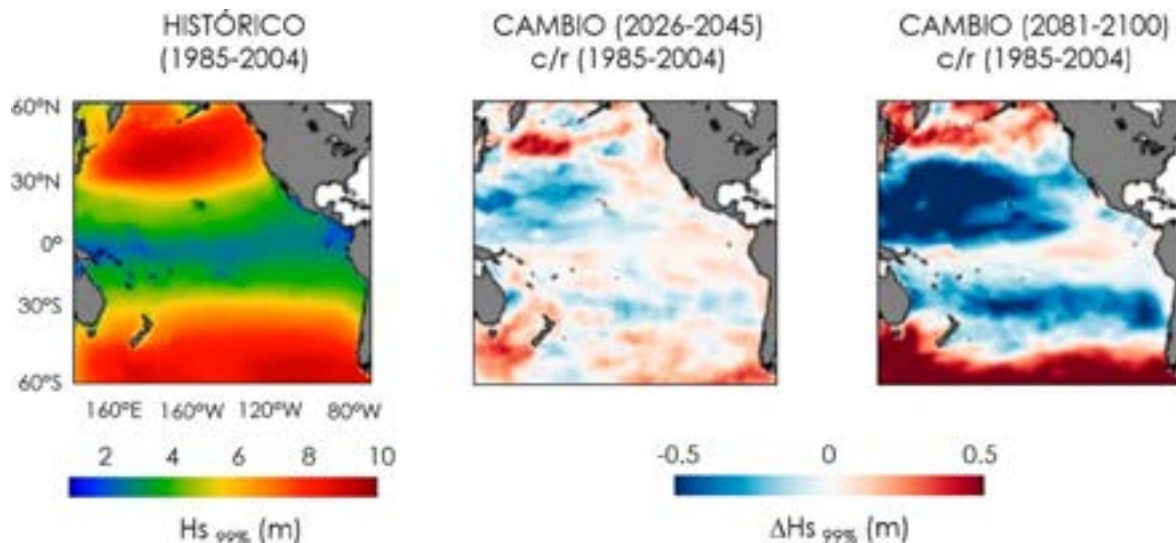 HISTÓRICO
(1985-2004)
CAMBIO (2026-2045)
c/r (1985-2004)
CAMBIO (2081-2100)
c/r (1985-2004)
60ºN
30ºN
0º
30ºS
60ºS
160ºE 160ºW 120ºW 80ºW
2 4 6 8 10
Hs 99% (m)
-0.5 0 0.5
ΔHs 99% (m)